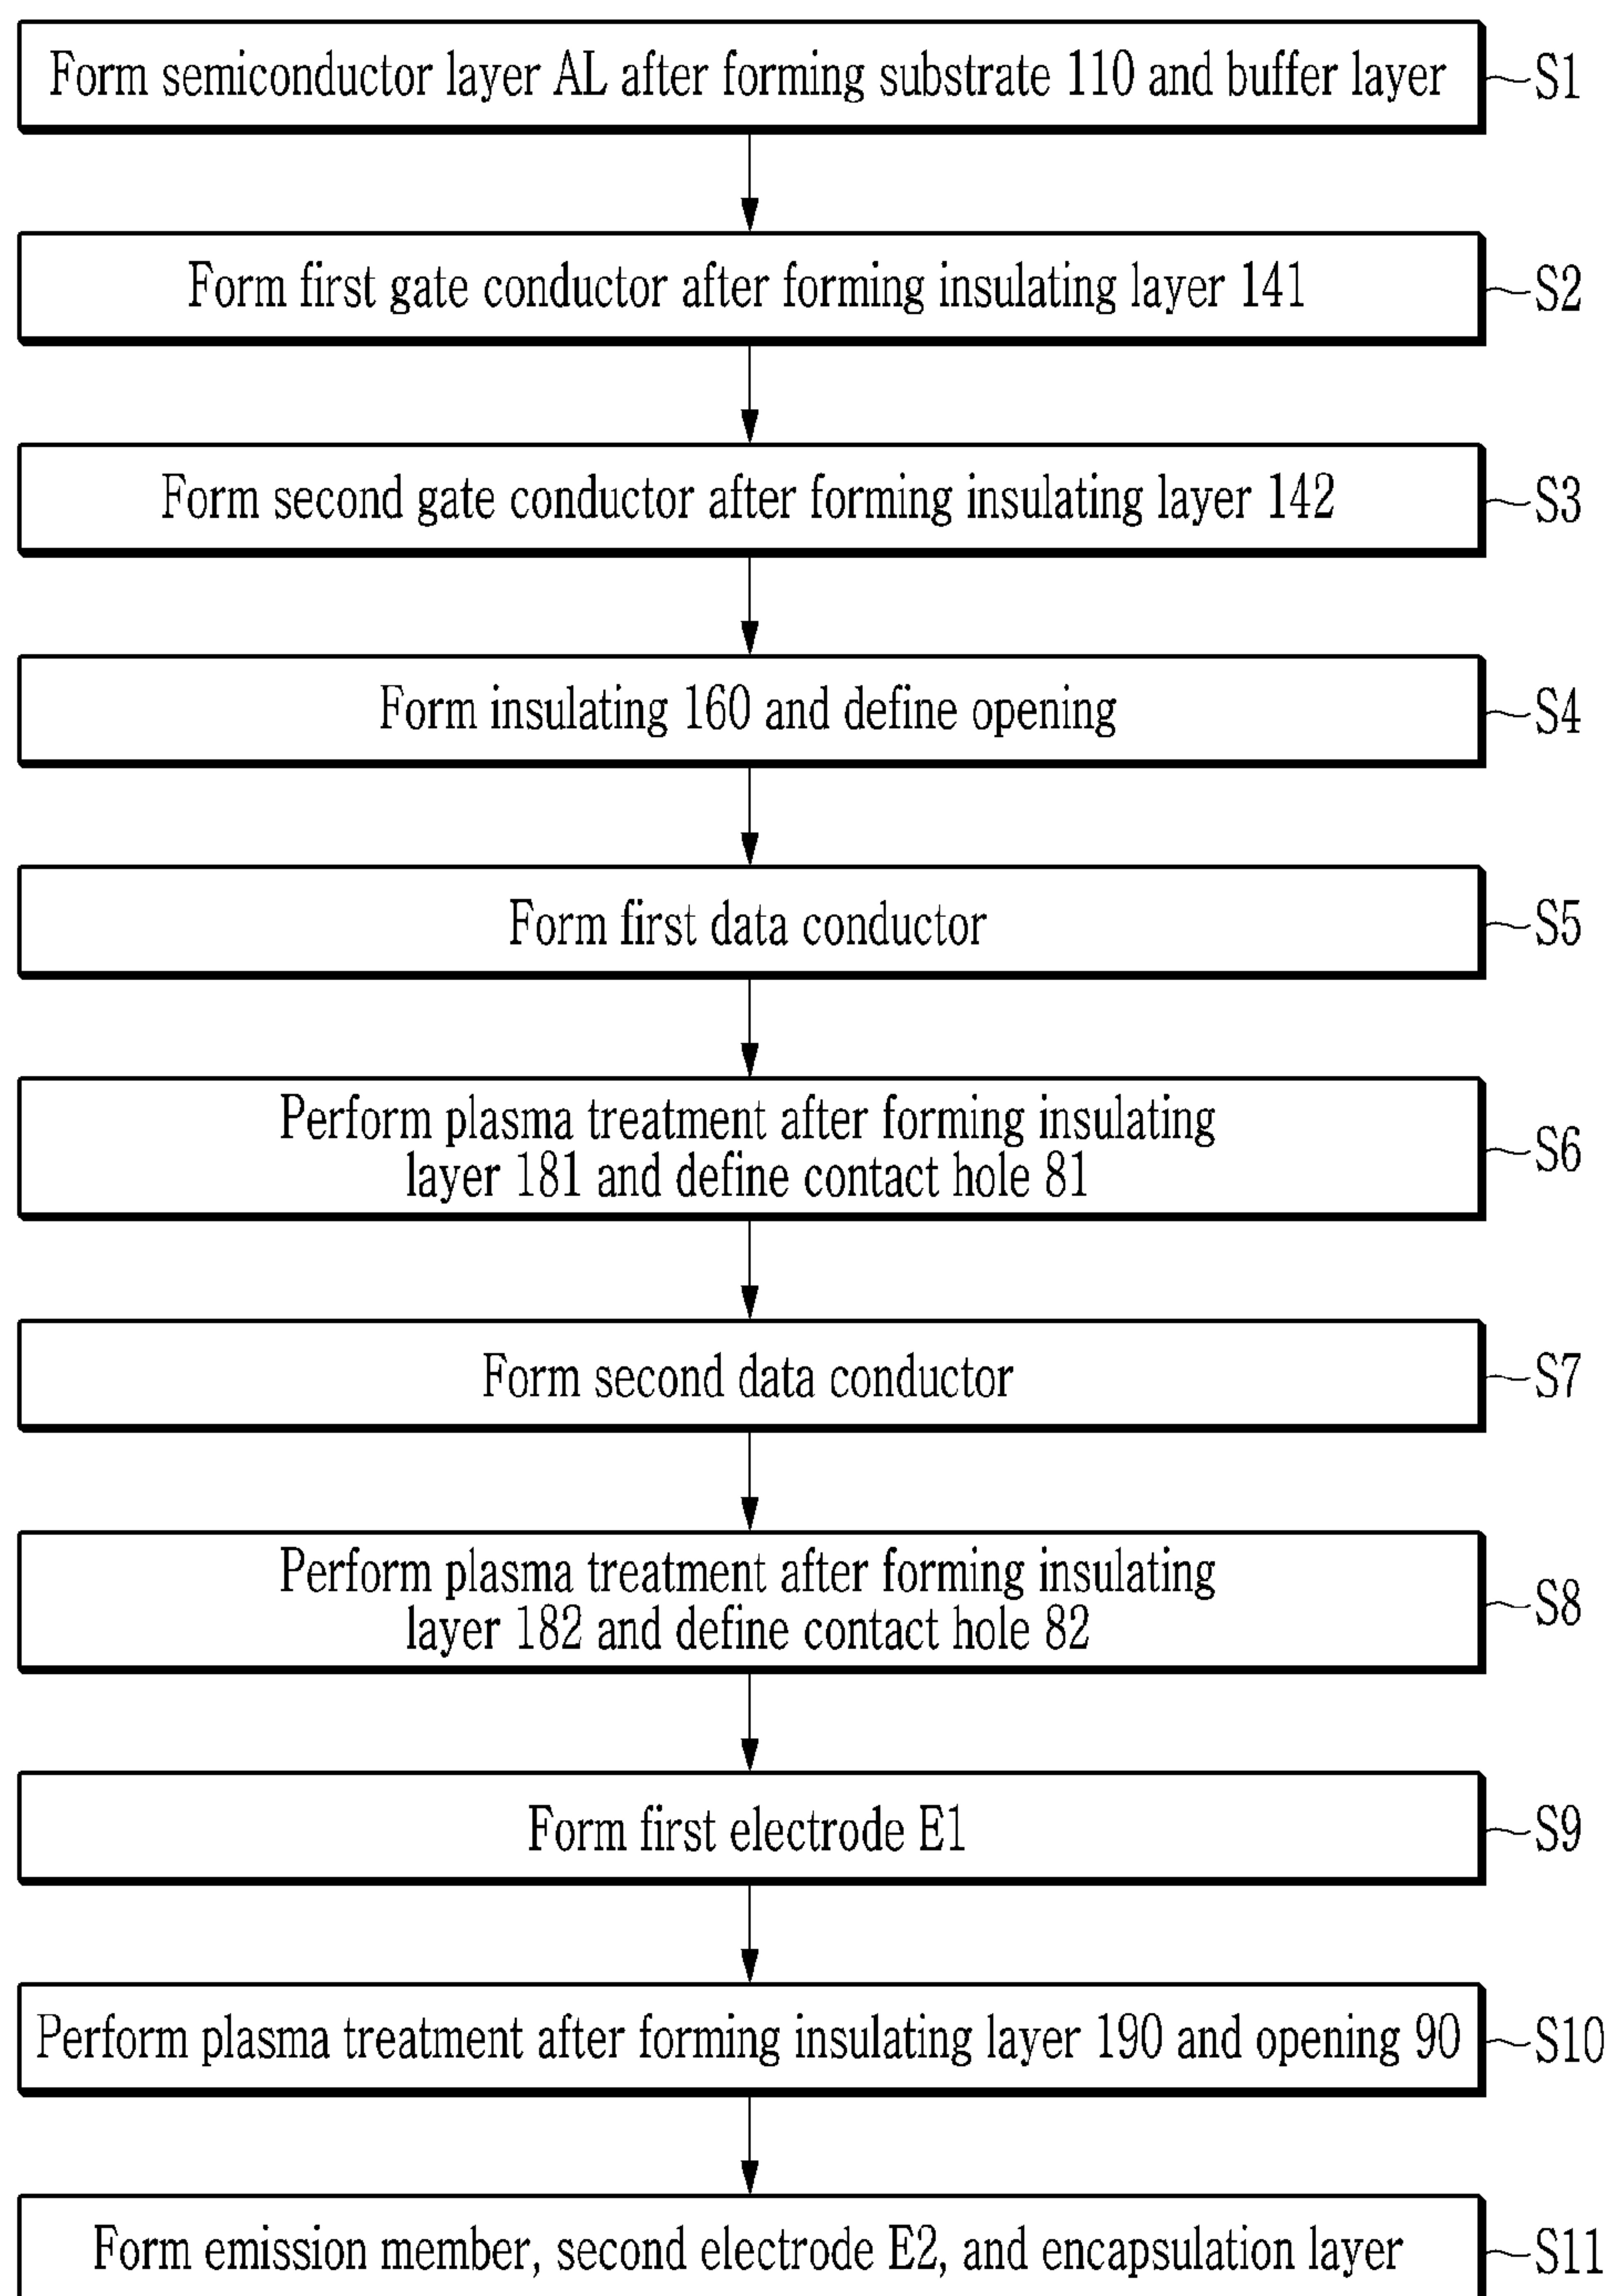 Form semiconductor layer AL after forming substrate 110 and buffer layer
S1
Form first gate conductor after forming insulating layer 141
S2
Form second gate conductor after forming insulating layer 142
S3
Form insulating 160 and define opening
S4
Form first data conductor
S5
Perform plasma treatment after forming insulating
layer 181 and define contact hole 81
S6
Form second data conductor
S7
Perform plasma treatment after forming insulating
layer 182 and define contact hole 82
S8
Form first electrode E1
S9
Perform plasma treatment after forming insulating layer 190 and opening 90
S10
Form emission member, second electrode E2, and encapsulation layer
S11